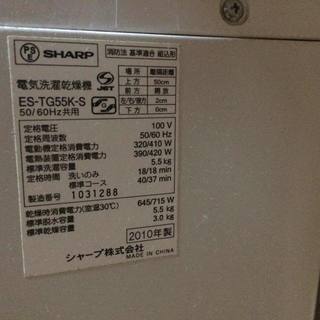 PS E SHARP
消防法 基準適合 組込形
電気洗濯乾燥機
JET
ES-TG55K-S
50/60Hz共用
場所 離隔距離
上方 50cm
前方 開放
左方/右方/後方 2cm
下方 0cm
定格電圧 100 V
定格周波数 50/60 Hz
電動機定格消費電力 320/410 W
電熱装置定格消費電力 390/420 W
標準洗濯容量 5.5 kg
定格時間 洗いのみ 18/18 min
標準コース 40/37 min
製造番号 1031288
乾燥時消費電力(室温30℃) 645/715 W
標準脱水容量 5.5 kg
標準乾燥容量 3.0 kg
2010年製
シャープ株式会社 MADE IN CHINA